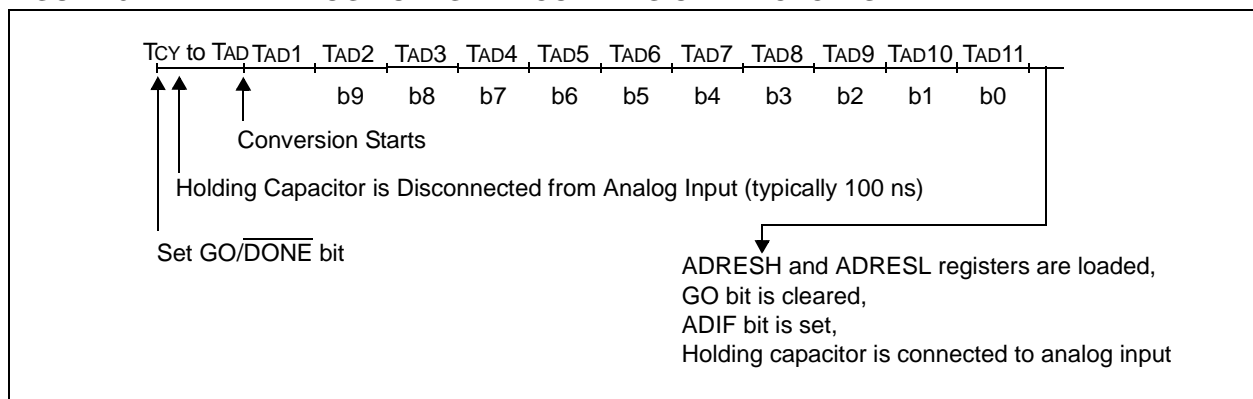 TCY to TAD TAD1 TAD2 TAD3 TAD4 TAD5 TAD6 TAD7 TAD8 TAD9 TAD10 TAD11
b9 b8 b7 b6 b5 b4 b3 b2 b1 b0
Conversion Starts
Holding Capacitor is Disconnected from Analog Input (typically 100 ns)
Set GO/DONE bit
ADRESH and ADRESL registers are loaded,
GO bit is cleared,
ADIF bit is set,
Holding capacitor is connected to analog input